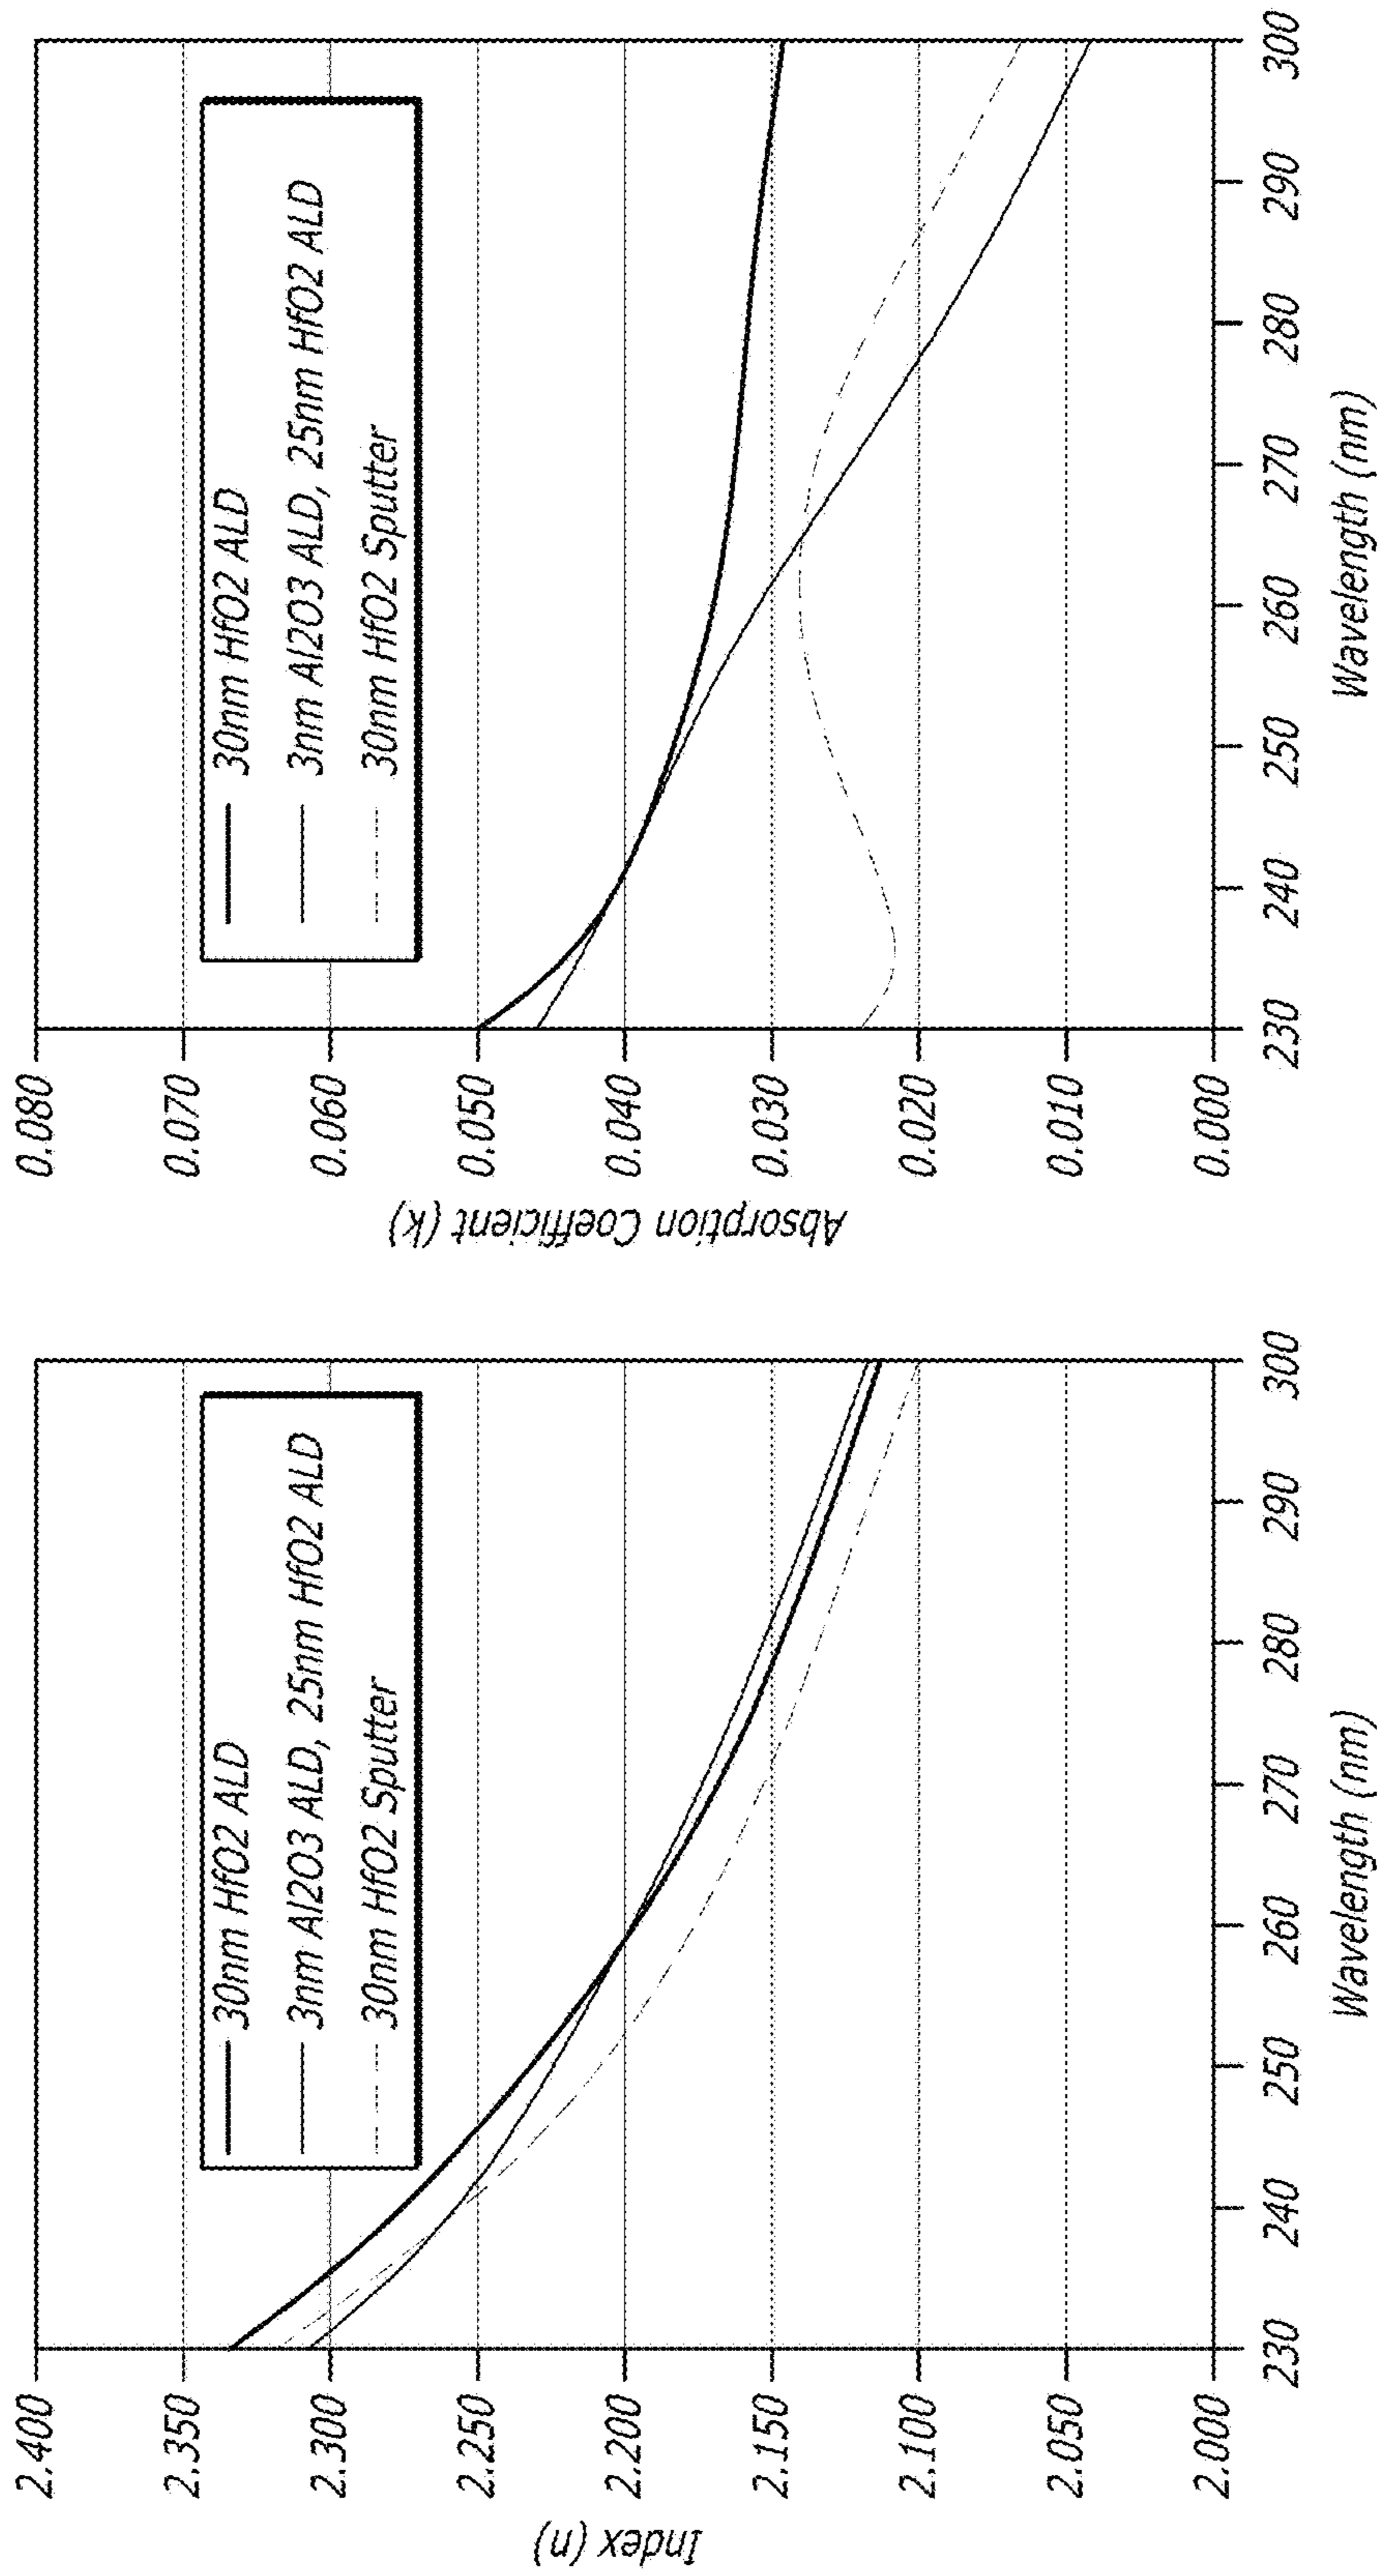 2.400
2.350
2.300
2.250
2.200
2.150
2.100
2.050
2.000
Index (n)
230 240 250 260 270 280 290 300
Wavelength (nm)
30nm HfO2 ALD
3nm Al2O3 ALD, 25nm HfO2 ALD
30nm HfO2 Sputter
0.080
0.070
0.060
0.050
0.040
0.030
0.020
0.010
0.000
Absorption Coefficient (k)
230 240 250 260 270 280 290 300
Wavelength (nm)
30nm HfO2 ALD
3nm Al2O3 ALD, 25nm HfO2 ALD
30nm HfO2 Sputter